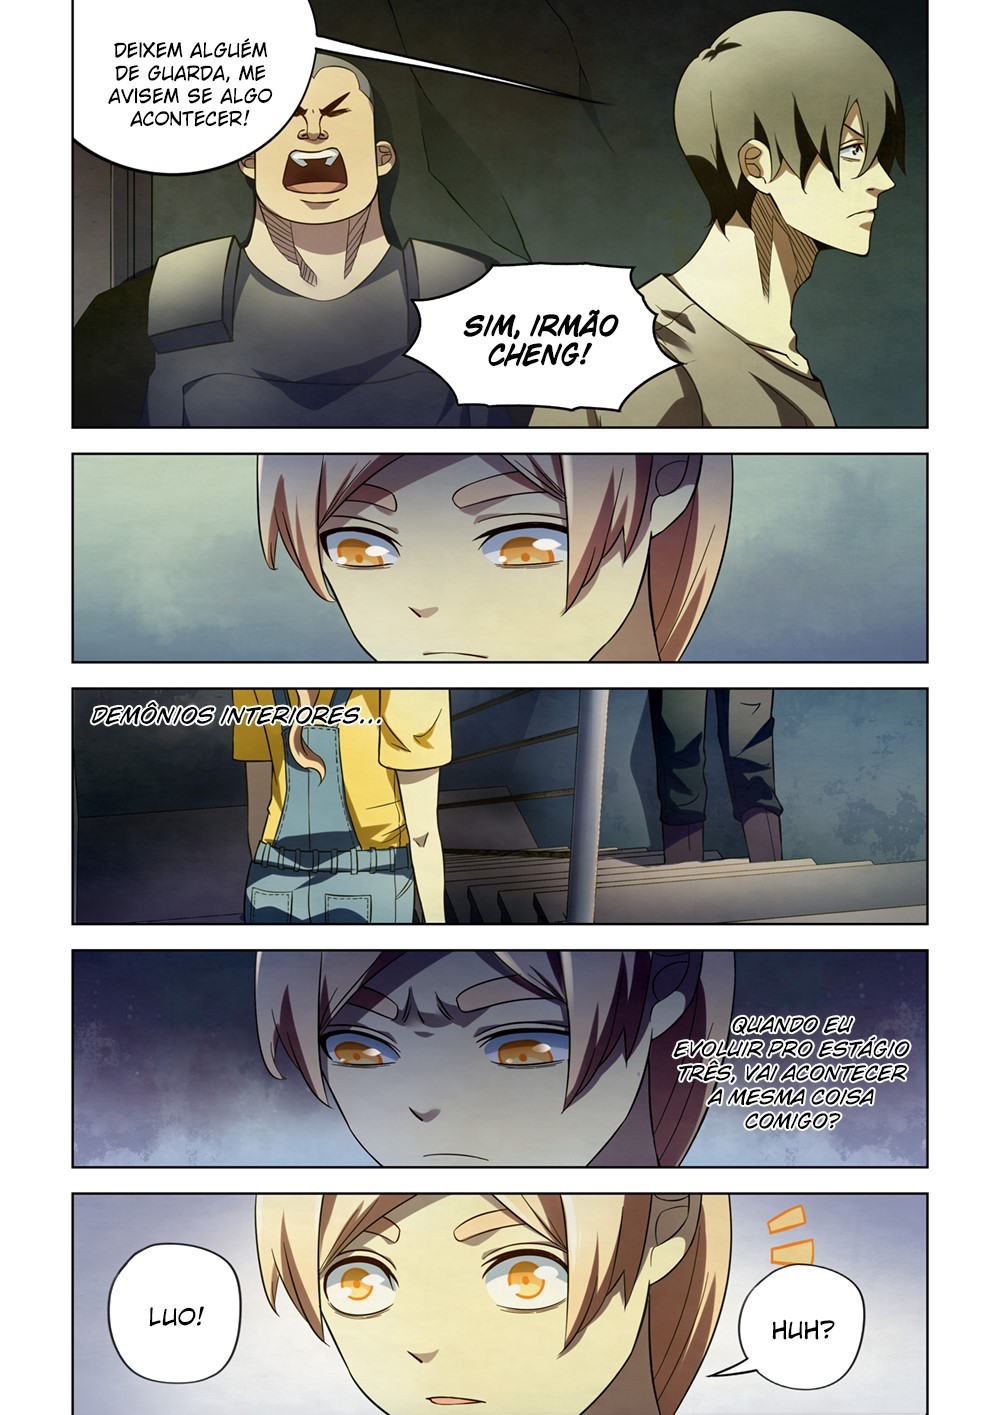 DEIXEM ALGUÉM
DE GUARDA, ME
AVISEM SE ALGO
ACONTECER!
SIM, IRMÃO
CHENG!
DEMÔNIOS INTERIORES...
QUANDO EU
EVOLUIR PRO ESTÁGIO
TRÊS, VAI ACONTECER
A MESMA COISA
COMIGO?
LUO!
HUH?